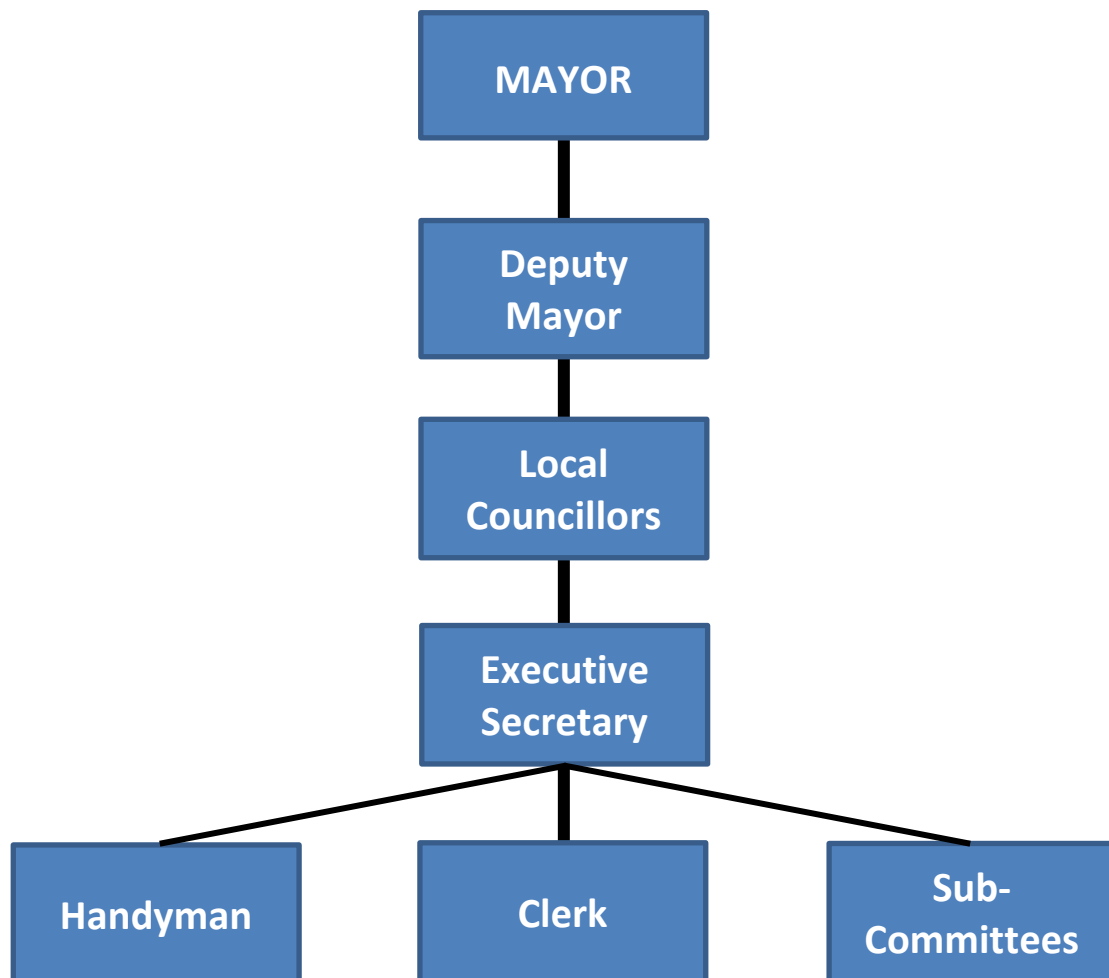 MAYOR
Deputy
Mayor
Local
Councillors
Executive
Secretary
Handyman
Clerk
Sub-
Committees